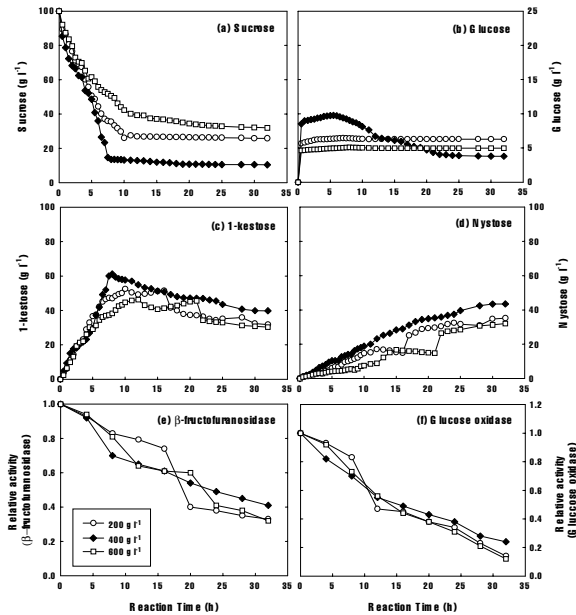 (a) Sucrose
Sucrose (g l⁻¹)
100
80
60
40
20
0
0 5 10 15 20 25 30 35
(b) Glucose
Glucose (g l⁻¹)
25
20
15
10
5
0
0 5 10 15 20 25 30 35
(c) 1-kestose
1-kestose (g l⁻¹)
100
80
60
40
20
0
0 5 10 15 20 25 30 35
(d) Nystose
Nystose (g l⁻¹)
100
80
60
40
20
0
0 5 10 15 20 25 30 35
(e) β-fructofuranosidase
Relative activity
(β-fructofuranosidase)
1.0
0.8
0.6
0.4
0.2
0.0
200 g l⁻¹
400 g l⁻¹
600 g l⁻¹
0 5 10 15 20 25 30 35
Reaction Time (h)
(f) Glucose oxidase
Relative activity
(Gluccose oxidase)
1.2
1.0
0.8
0.6
0.4
0.2
0.0
0 5 10 15 20 25 30 35
Reaction Time (h)